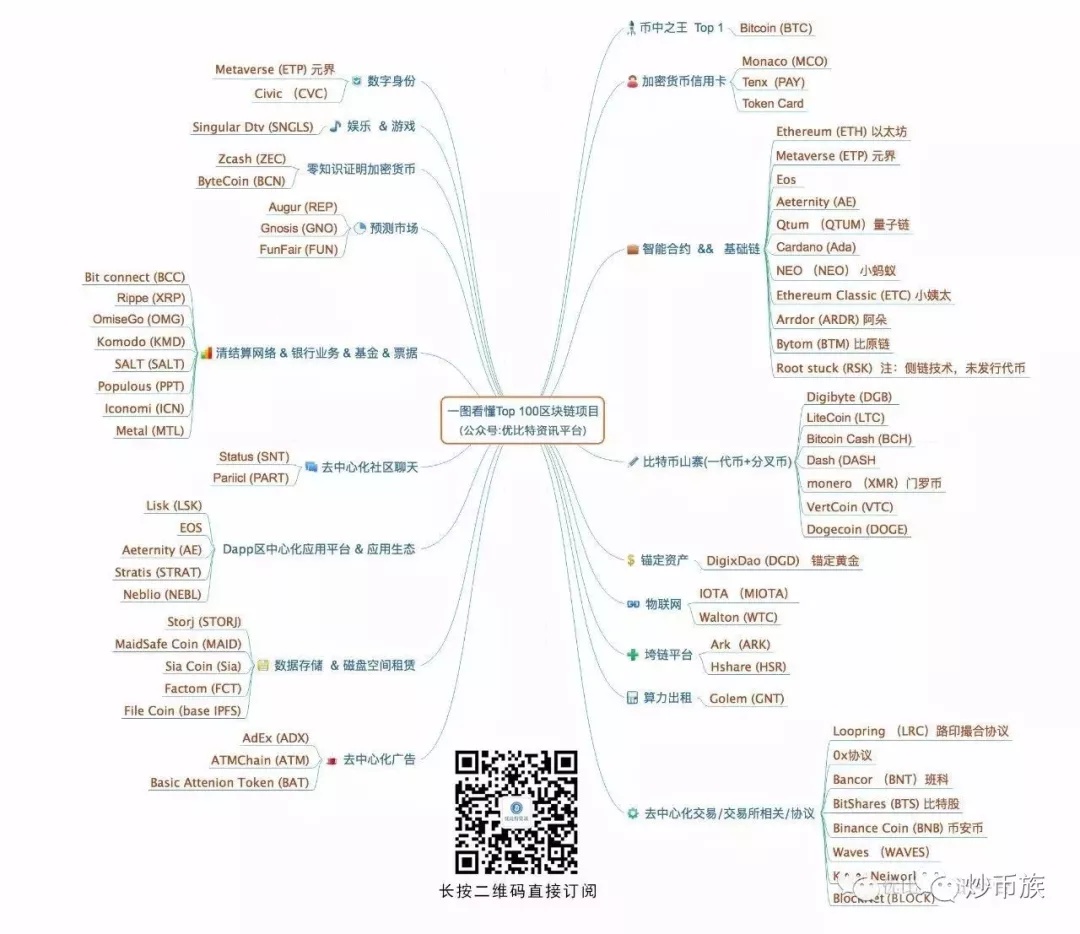 一图看懂Top 100区块链项目
(公众号:优比特资讯平台)
币中之王 Top 1
Bitcoin (BTC)
加密货币信用卡
Monaco (MCO)
Tenx (PAY)
Token Card
智能合约 && 基础链
Ethereum (ETH) 以太坊
Metaverse (ETP) 元界
Eos
Aeternity (AE)
Qtum （QTUM）量子链
Cardano (Ada)
NEO （NEO） 小蚂蚁
Ethereum Classic (ETC) 小姨太
Arrdor (ARDR) 阿朵
Bytom (BTM) 比原链
Root stuck (RSK) 注：侧链技术，未发行代币
比特币山寨(一代币+分叉币)
Digibyte (DGB)
LiteCoin (LTC)
Bitcoin Cash (BCH)
Dash (DASH
monero （XMR）门罗币
VertCoin (VTC)
Dogecoin (DOGE)
锚定资产
DigixDao (DGD) 锚定黄金
物联网
IOTA （MIOTA）
Walton (WTC)
垮链平台
Ark （ARK)
Hshare (HSR)
算力出租
Golem (GNT)
去中心化交易/交易所相关/协议
Loopring （LRC）路印撮合协议
0x协议
Bancor （BNT）班科
BitShares (BTS) 比特股
Binance Coin (BNB) 币安币
Waves （WAVES）
Neiwork
BlockNet (BLOCK)
数字身份
Metaverse (ETP) 元界
Civic （CVC）
娱乐 & 游戏
Singular Dtv (SNGLS)
零知识证明加密货币
Zcash (ZEC)
ByteCoin (BCN)
预测市场
Augur (REP)
Gnosis (GNO)
FunFair (FUN)
清结算网络 & 银行业务 & 基金 & 票据
Bit connect (BCC)
Rippe (XRP)
OmiseGo (OMG)
Komodo (KMD)
SALT (SALT)
Populous (PPT)
Iconomi (ICN)
Metal (MTL)
去中心化社区聊天
Status (SNT)
Pariicl (PART)
Dapp区中心化应用平台 & 应用生态
Lisk (LSK)
EOS
Aeternity (AE)
Stratis (STRAT)
Neblio (NEBL)
数据存储 & 磁盘空间租赁
Storj (STORJ)
MaidSafe Coin (MAID)
Sia Coin (Sia)
Factom (FCT)
File Coin (base IPFS)
去中心化广告
AdEx (ADX)
ATMChain (ATM)
Basic Attenion Token (BAT)
长按二维码直接订阅
炒币族